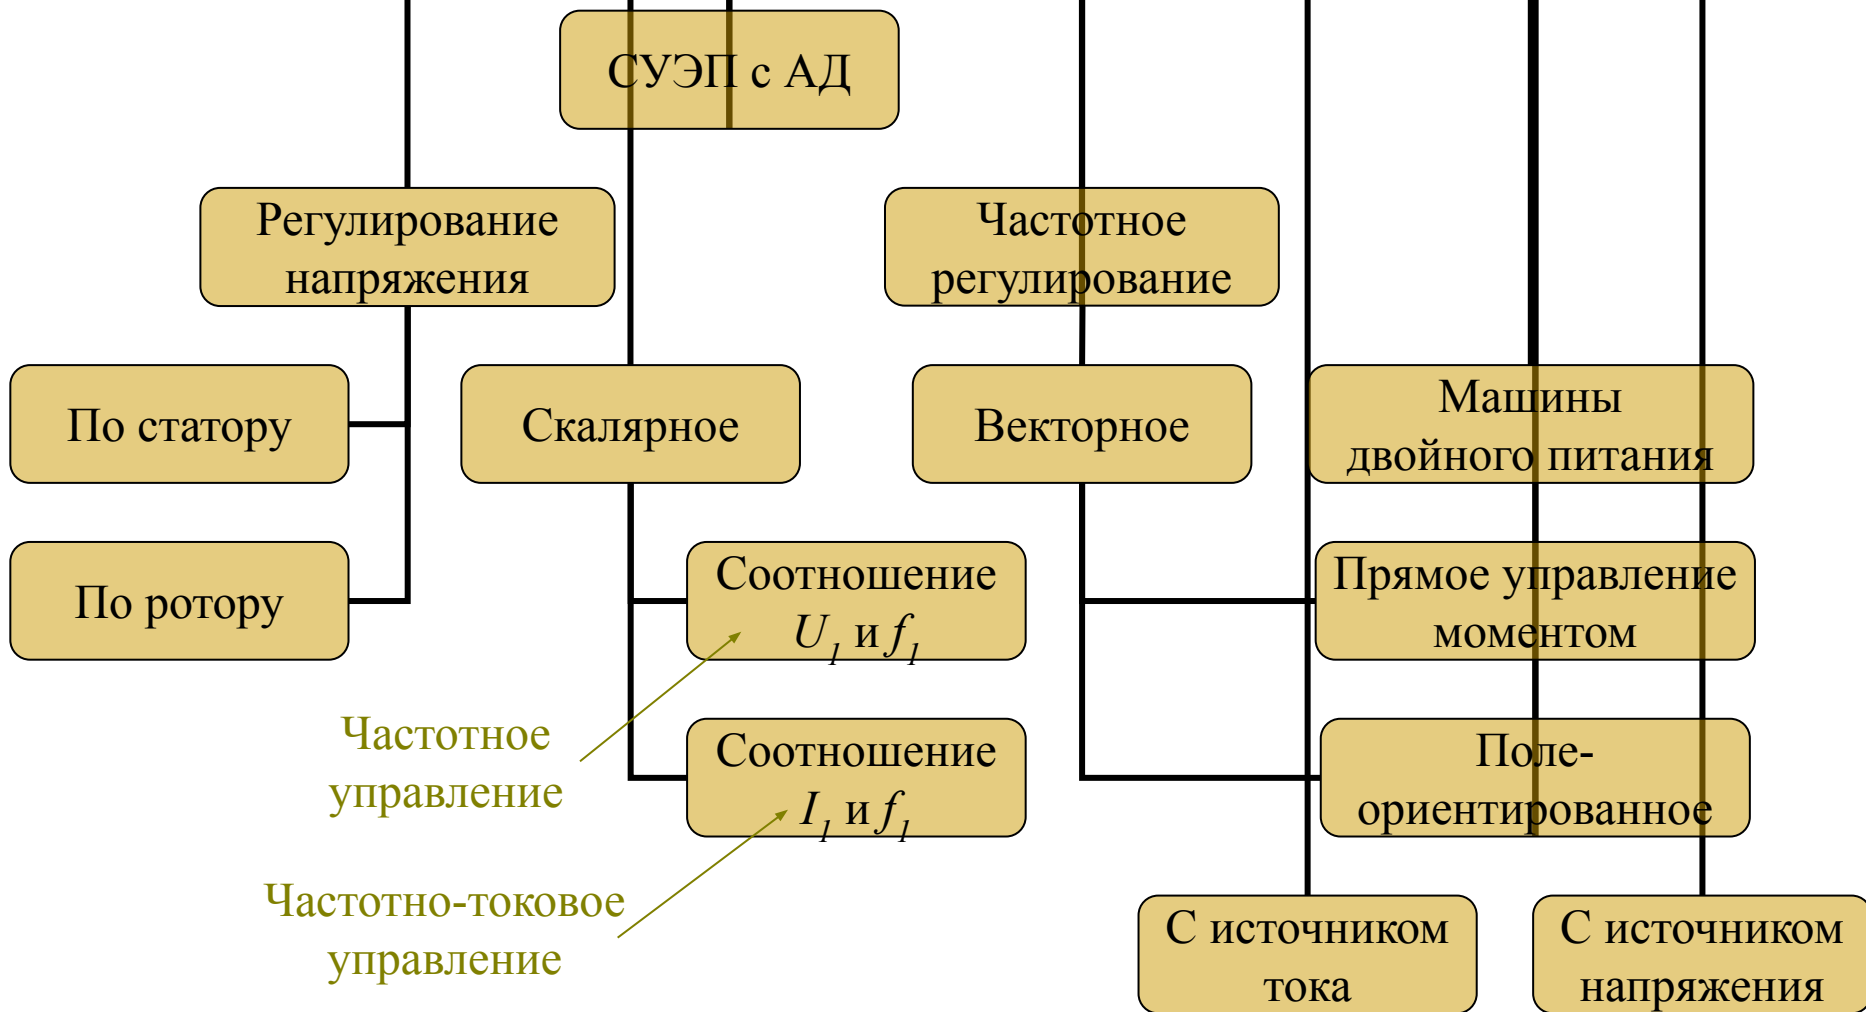 СУЭП с АД
Регулирование
напряжения
Частотное
регулирование
По статору
Скалярное
Векторное
Машины
двойного питания
По ротору
Соотношение
U1 и f1
Прямое управление
моментом
Частотное
управление
Соотношение
I1 и f1
Поле-
ориентированное
Частотно-токовое
управление
С источником
тока
С источником
напряжения